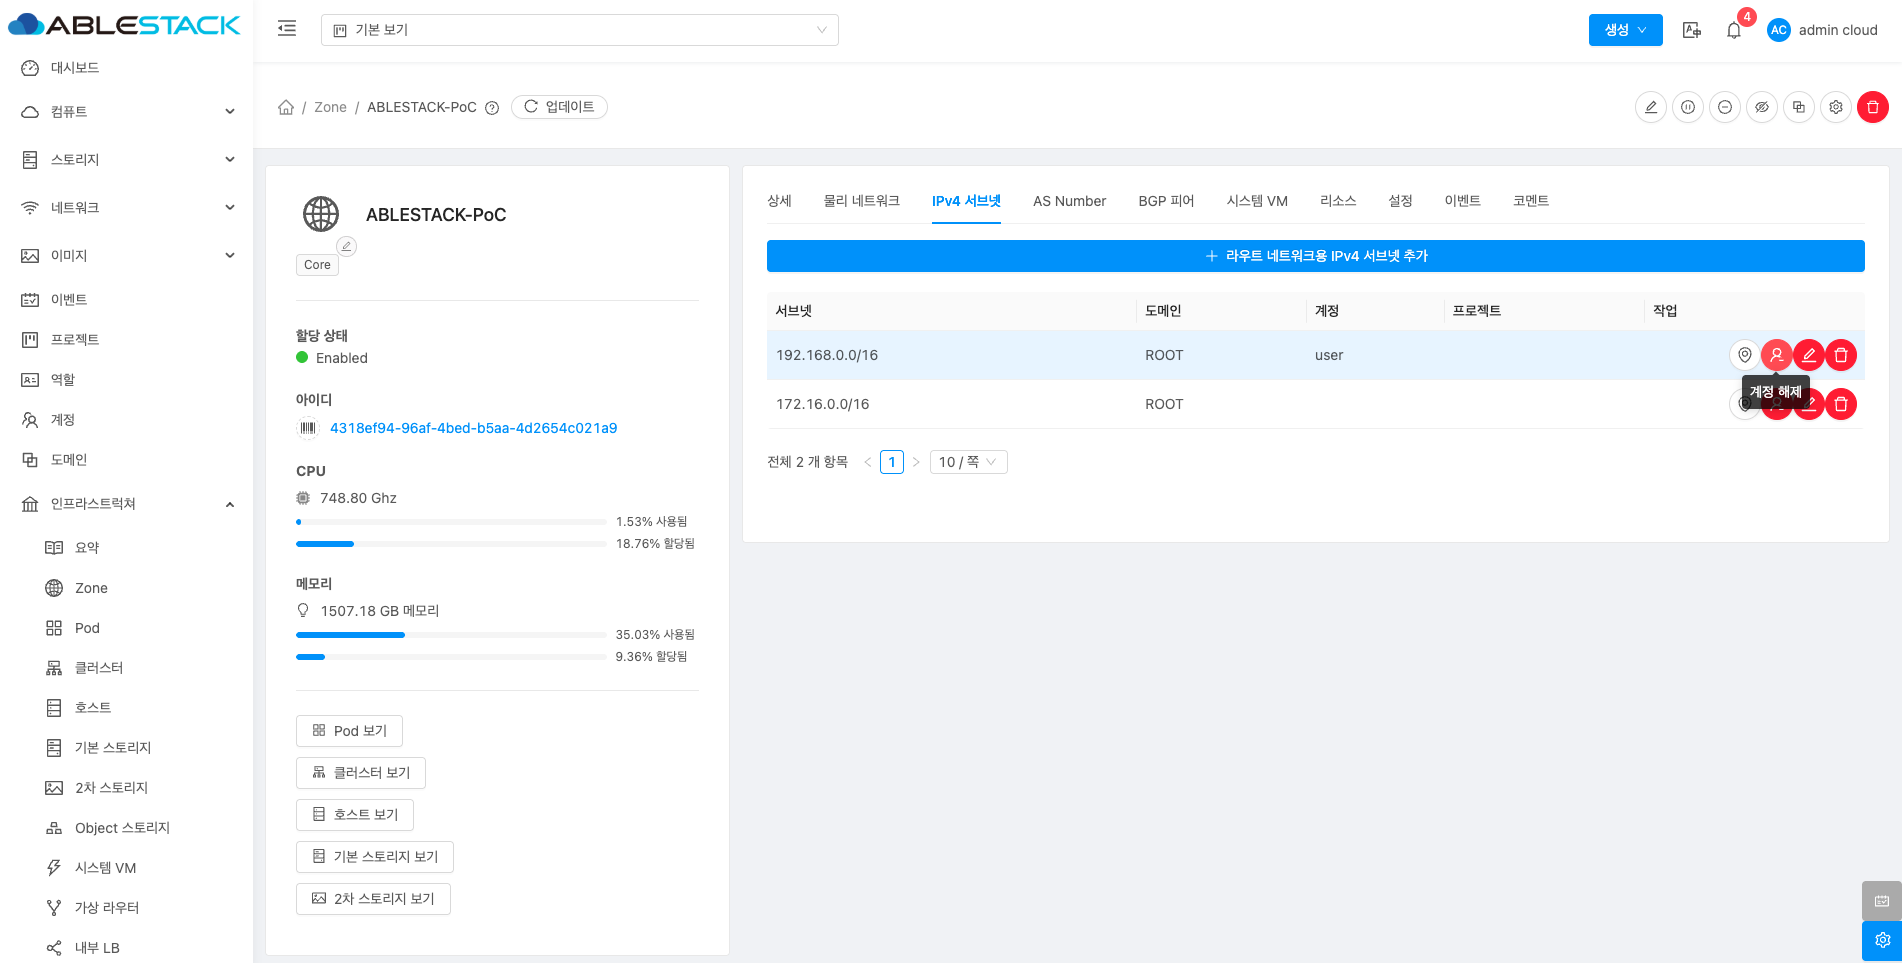 ABLESTACK
기본 보기
생성
4
AC
admin cloud
대시보드
컴퓨트
스토리지
네트워크
이미지
이벤트
프로젝트
역할
계정
도메인
인프라스트럭쳐
요약
Zone
Pod
클러스터
호스트
기본 스토리지
2차 스토리지
Object 스토리지
시스템 VM
가상 라우터
내부 LB
/ Zone / ABLESTACK-PoC
업데이트
ABLESTACK-PoC
Core
할당 상태
Enabled
아이디
4318ef94-96af-4bed-b5aa-4d2654c021a9
CPU
748.80 Ghz
1.53% 사용됨
18.76% 할당됨
메모리
1507.18 GB 메모리
35.03% 사용됨
9.36% 할당됨
Pod 보기
클러스터 보기
호스트 보기
기본 스토리지 보기
2차 스토리지 보기
상세 물리 네트워크 IPv4 서브넷 AS Number BGP 피어 시스템 VM 리소스 설정 이벤트 코멘트
라우트 네트워크용 IPv4 서브넷 추가
서브넷 도메인 계정 프로젝트 작업
192.168.0.0/16 ROOT user
계정 해제
172.16.0.0/16 ROOT
전체 2 개 항목 1 10 / 쪽